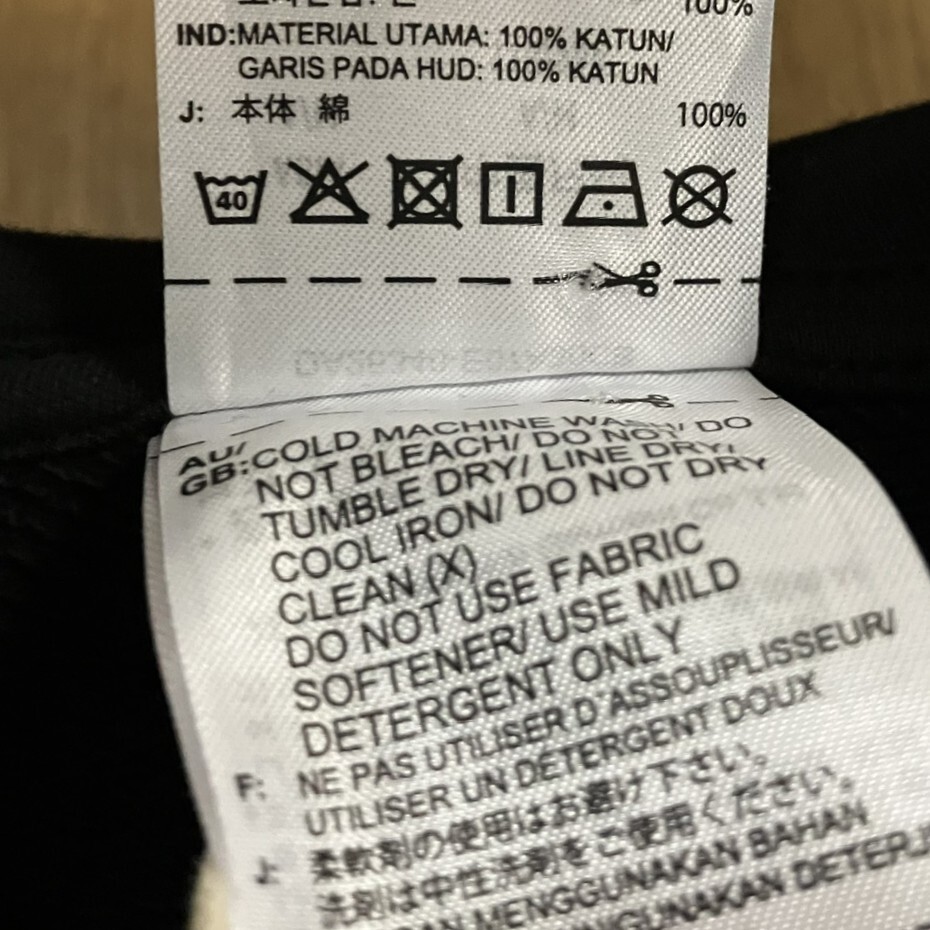 100%
IND:MATERIAL UTAMA: 100% KATUN/
GARIS PADA HUD: 100% KATUN
J: 本体 綿 100%
40
AU/
GB:COLD MACHINE WASH/ DO
NOT BLEACH/ DO NOT
TUMBLE DRY/ LINE DRY/
COOL IRON/ DO NOT DRY
CLEAN (X)
DO NOT USE FABRIC
SOFTENER/ USE MILD
DETERGENT ONLY
F: NE PAS UTILISER D'ASSOUPLISSEUR/
UTILISER UN DÉTERGENT DOUX
J: 柔軟剤の使用はお避け下さい。
洗剤は中性洗剤をご使用ください。
MENGGUNAKAN BAHAN